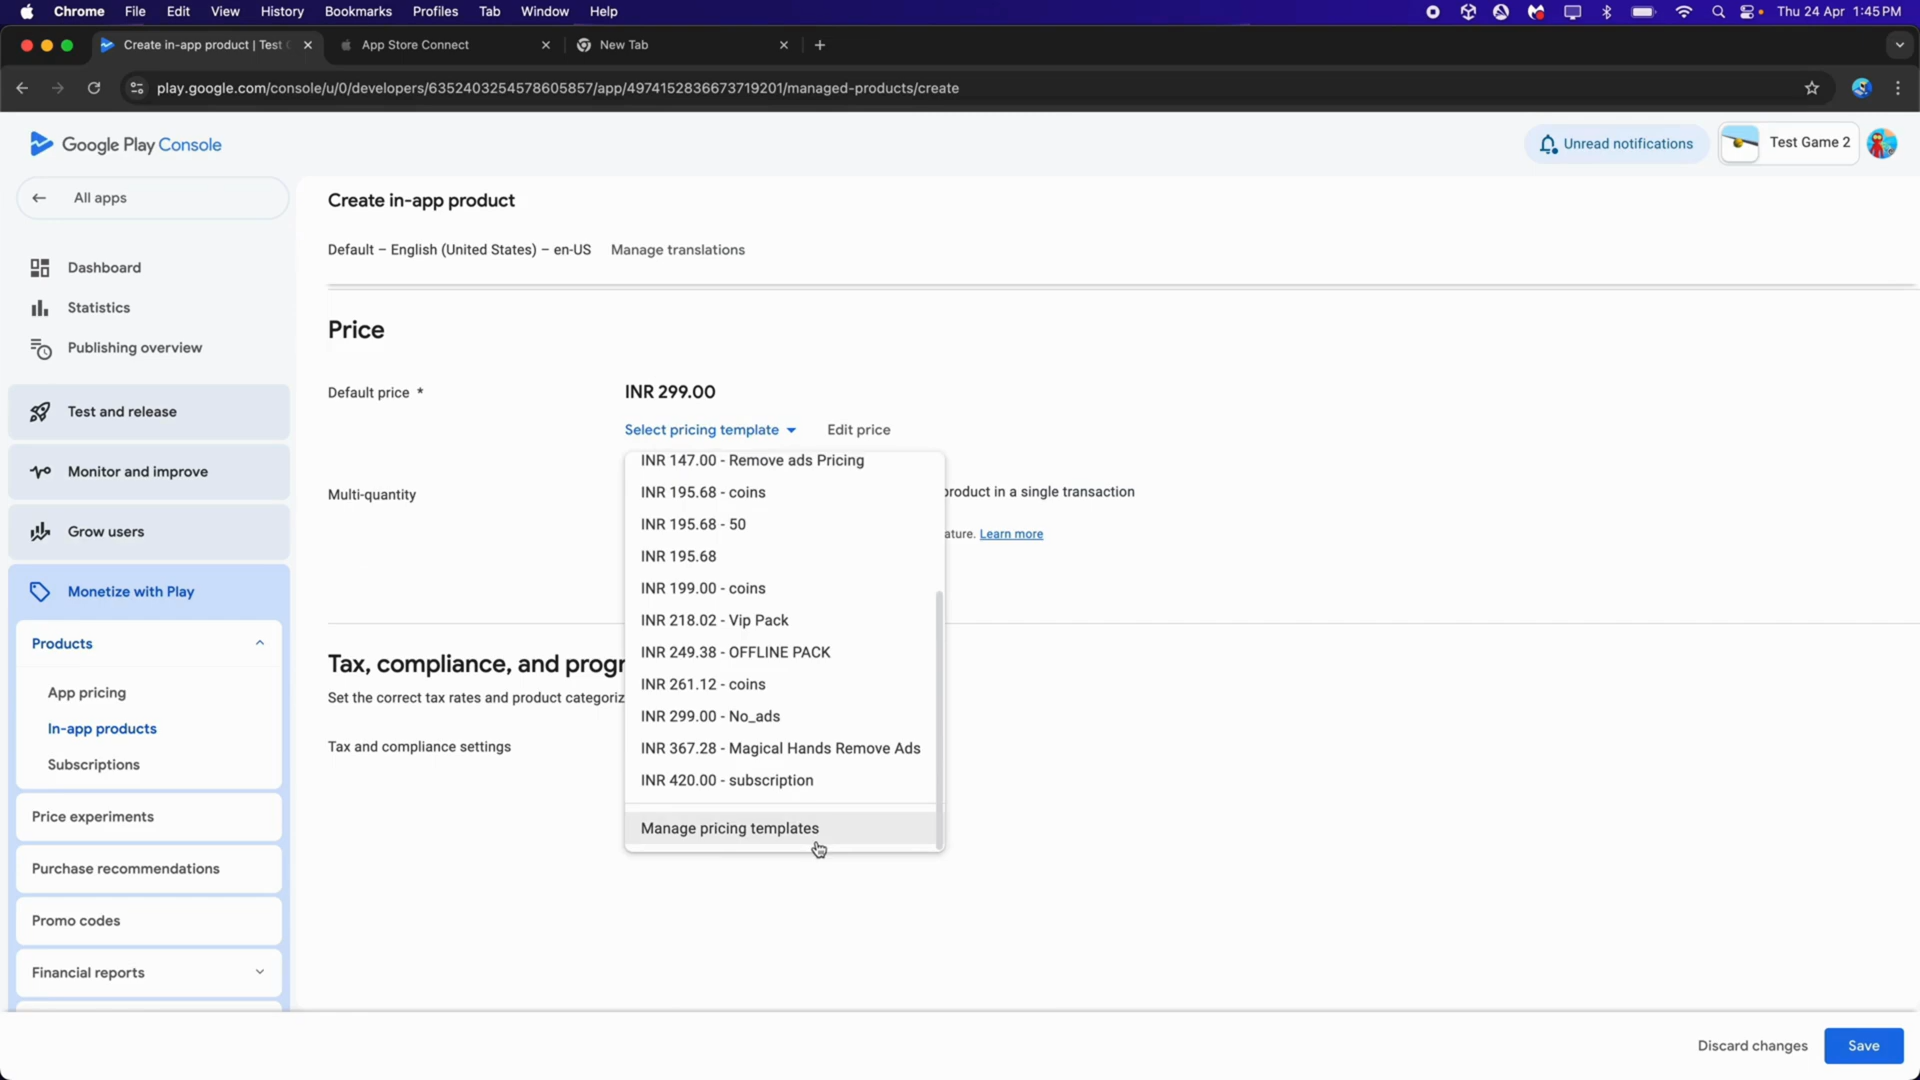 Chrome File Edit View History Bookmarks Profiles Tab Window Help Thu 24 Apr 1:45 PM
Create in-app product | Test App Store Connect New Tab
play.google.com/console/u/0/developers/6352403254578605857/app/4974152836673719201/managed-products/create
Google Play Console Unread notifications Test Game 2
All apps
Create in-app product
Default – English (United States) – en-US Manage translations
Dashboard
Statistics
Publishing overview
Test and release
Monitor and improve
Grow users
Monetize with Play
Products
App pricing
In-app products
Subscriptions
Price experiments
Purchase recommendations
Promo codes
Financial reports
Price
Default price * INR 299.00
Select pricing template Edit price
INR 147.00 - Remove ads Pricing
INR 195.68 - coins
INR 195.68 - 50
INR 195.68
INR 199.00 - coins
INR 218.02 - Vip Pack
INR 249.38 - OFFLINE PACK
INR 261.12 - coins
INR 299.00 - No_ads
INR 367.28 - Magical Hands Remove Ads
INR 420.00 - subscription
Manage pricing templates
Multi-quantity product in a single transaction
ature. Learn more
Tax, compliance, and progr
Set the correct tax rates and product categoriz
Tax and compliance settings
Discard changes Save